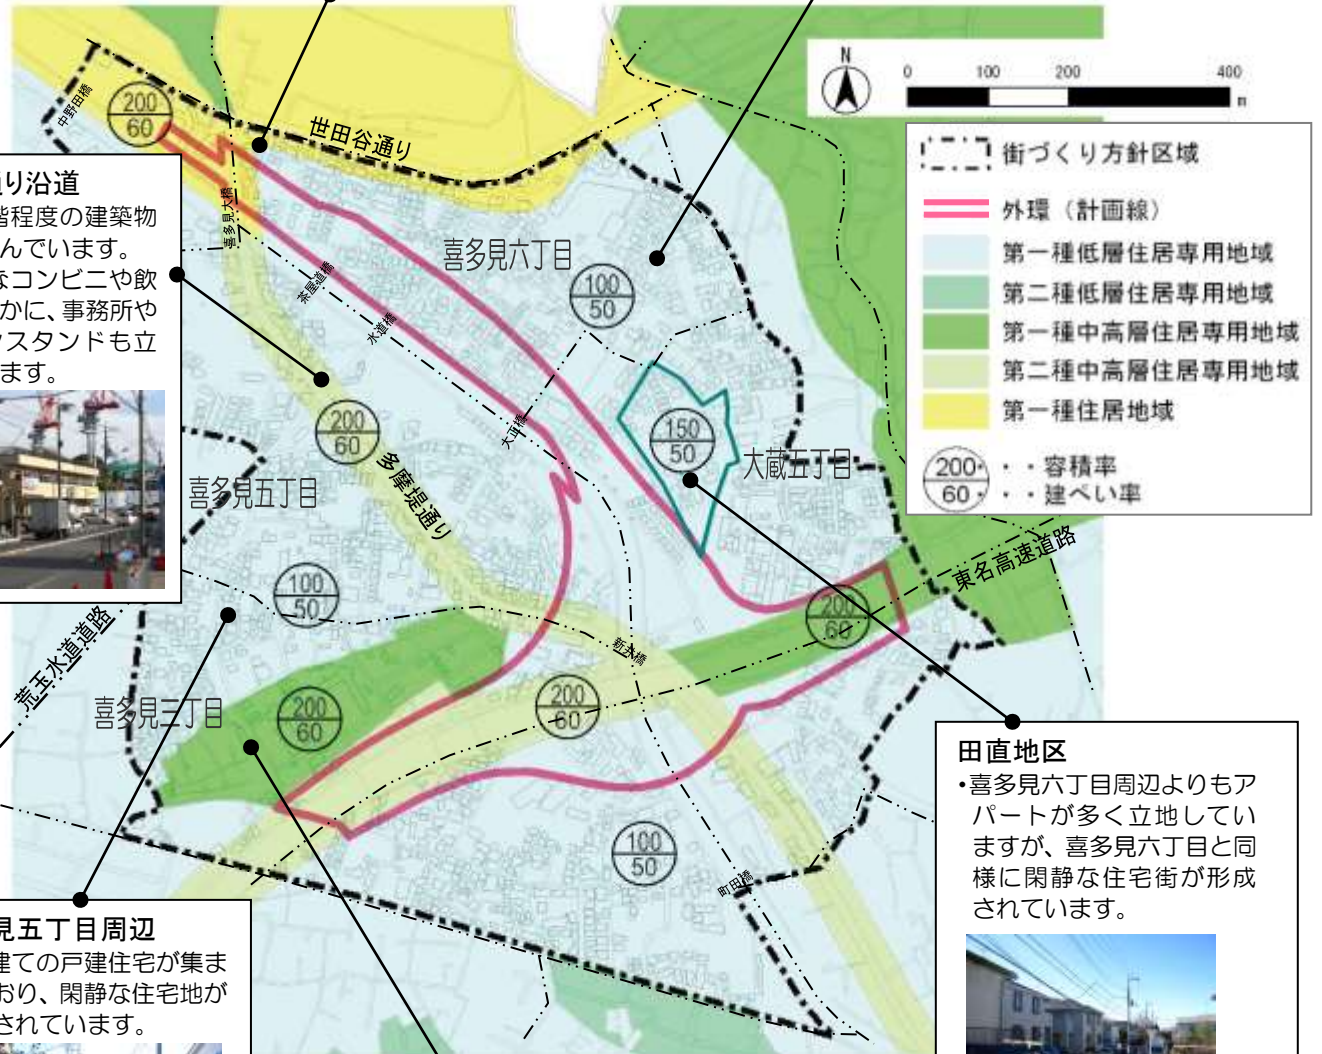 N
0 100 200 400
m
街づくり方針区域
外環（計画線）
第一種低層住居専用地域
第二種低層住居専用地域
第一種中高層住居専用地域
第二種中高層住居専用地域
第一種住居地域
200・・・容積率
60・・・建ぺい率
中野田橋
200
60
世田谷通り
喜多見大橋
茶屋道橋
水道橋
大正橋
喜多見六丁目
100
50
150
50
大蔵五丁目
200
60
多摩堤通り
喜多見五丁目
100
50
東名高速道路
200
60
新井橋
荒玉水道道路
喜多見三丁目
200
60
200
60
100
50
町田橋
り沿道
階程度の建築物
んでいます。
なコンビニや飲
かに、事務所や
スタンドも立
ます。
見五丁目周辺
建ての戸建住宅が集ま
おり、閑静な住宅地が
されています。
田直地区
•喜多見六丁目周辺よりもア
パートが多く立地してい
ますが、喜多見六丁目と同
様に閑静な住宅街が形成
されています。